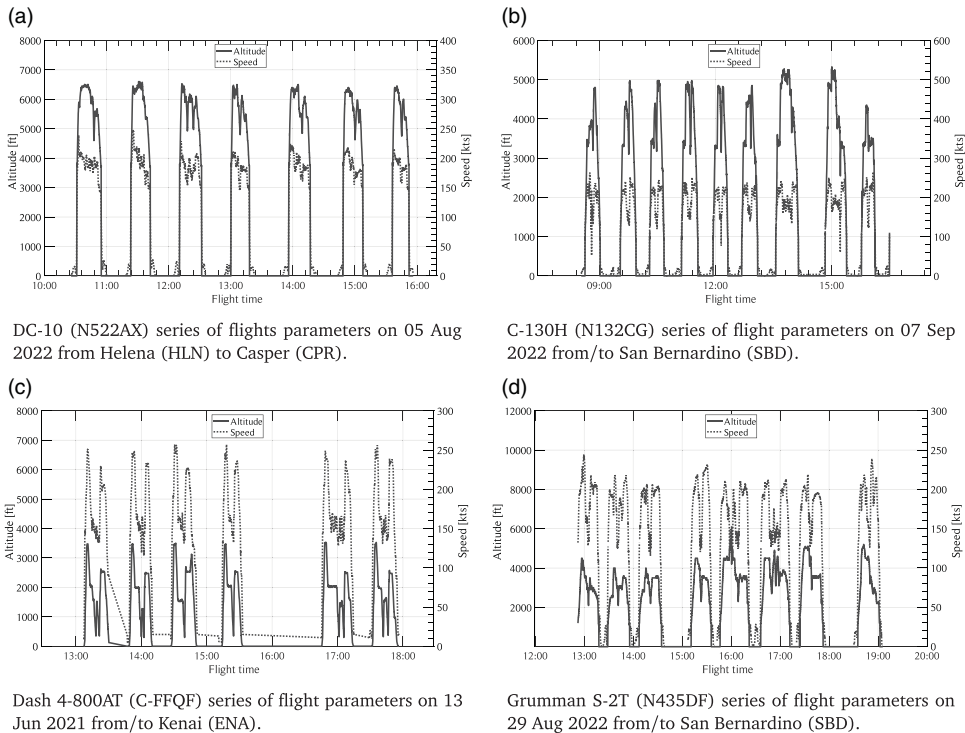 (a)
8000
7000
6000
5000
4000
3000
2000
1000
0
Altitude [ft]
400
350
300
250
200
150
100
50
0
Speed [kts]
Altitude
Speed
10:00 11:00 12:00 13:00 14:00 15:00 16:00
Flight time
DC-10 (N522AX) series of flights parameters on 05 Aug
2022 from Helena (HLN) to Casper (CPR).
(b)
6000
5000
4000
3000
2000
1000
0
Altitude [ft]
600
500
400
300
200
100
0
Speed [kts]
Altitude
Speed
09:00 12:00 15:00
Flight time
C-130H (N132CG) series of flight parameters on 07 Sep
2022 from/to San Bernardino (SBD).
(c)
8000
7000
6000
5000
4000
3000
2000
1000
0
Altitude [ft]
300
250
200
150
100
50
0
Speed [kts]
Altitude
Speed
13:00 14:00 15:00 16:00 17:00 18:00
Flight time
Dash 4-800AT (C-FFQF) series of flight parameters on 13
Jun 2021 from/to Kenai (ENA).
(d)
12000
10000
8000
6000
4000
2000
Altitude [ft]
300
250
200
150
100
50
0
Speed [kts]
Altitude
Speed
12:00 13:00 14:00 15:00 16:00 17:00 18:00 19:00 20:00
Flight time
Grumman S-2T (N435DF) series of flight parameters on
29 Aug 2022 from/to San Bernardino (SBD).